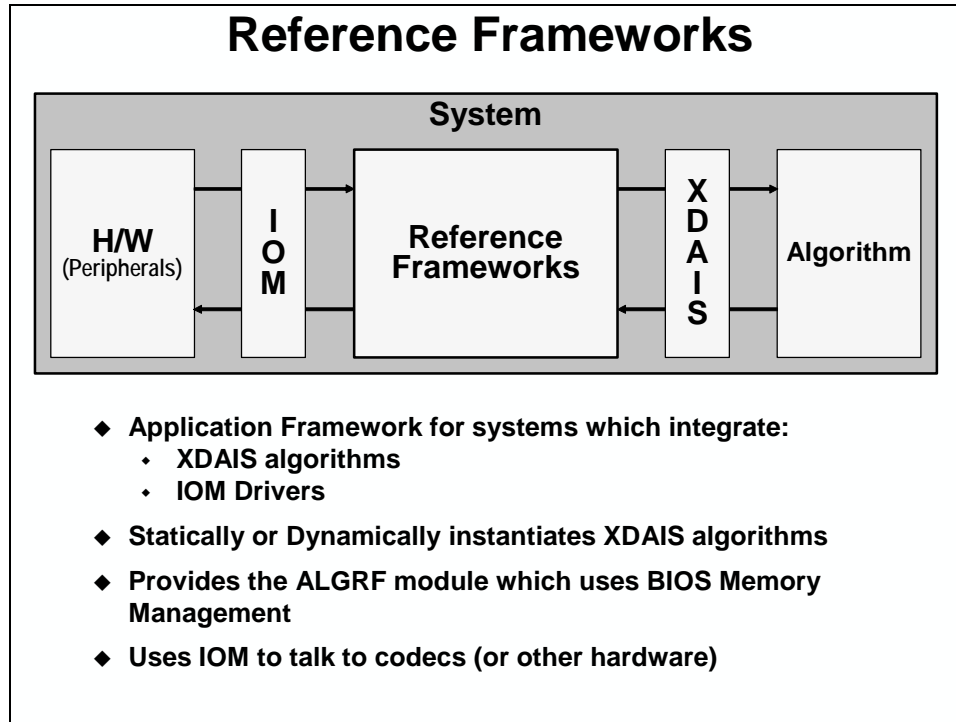 Reference Frameworks
System
H/W
(Peripherals)
IOM
Reference
Frameworks
XDAIS
Algorithm
◆ Application Framework for systems which integrate:
◆ XDAIS algorithms
◆ IOM Drivers
◆ Statically or Dynamically instantiates XDAIS algorithms
◆ Provides the ALGRF module which uses BIOS Memory
Management
◆ Uses IOM to talk to codecs (or other hardware)